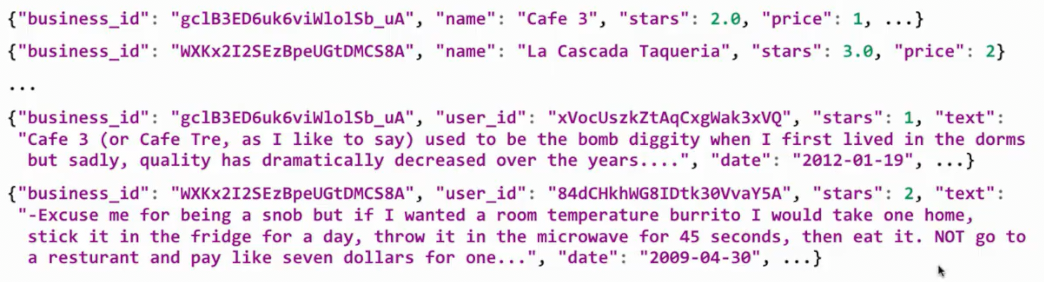 {"business_id": "gclB3ED6uk6viWlolSb_uA", "name": "Cafe 3", "stars": 2.0, "price": 1, ...}
{"business_id": "WXKx2I2SEzBpeUGtDMCS8A", "name": "La Cascada Taqueria", "stars": 3.0, "price": 2}
...
{"business_id": "gclB3ED6uk6viWlolSb_uA", "user_id": "xVocUszkZtAqCxgWak3xVQ", "stars": 1, "text":
"Cafe 3 (or Cafe Tre, as I like to say) used to be the bomb diggity when I first lived in the dorms
but sadly, quality has dramatically decreased over the years....", "date": "2012-01-19", ...}
{"business_id": "WXKx2I2SEzBpeUGtDMCS8A", "user_id": "84dCHkhWG8IDtk30VvaY5A", "stars": 2, "text":
"-Excuse me for being a snob but if I wanted a room temperature burrito I would take one home,
stick it in the fridge for a day, throw it in the microwave for 45 seconds, then eat it. NOT go to
a resturant and pay like seven dollars for one...", "date": "2009-04-30", ...}